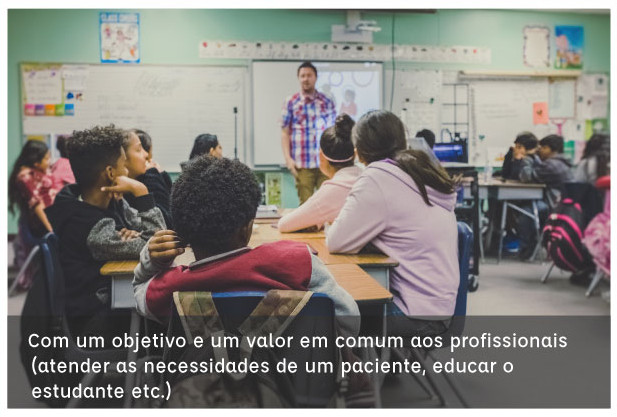 Com um objetivo e um valor em comum aos profissionais
(atender as necessidades de um paciente, educar o
estudante etc.)